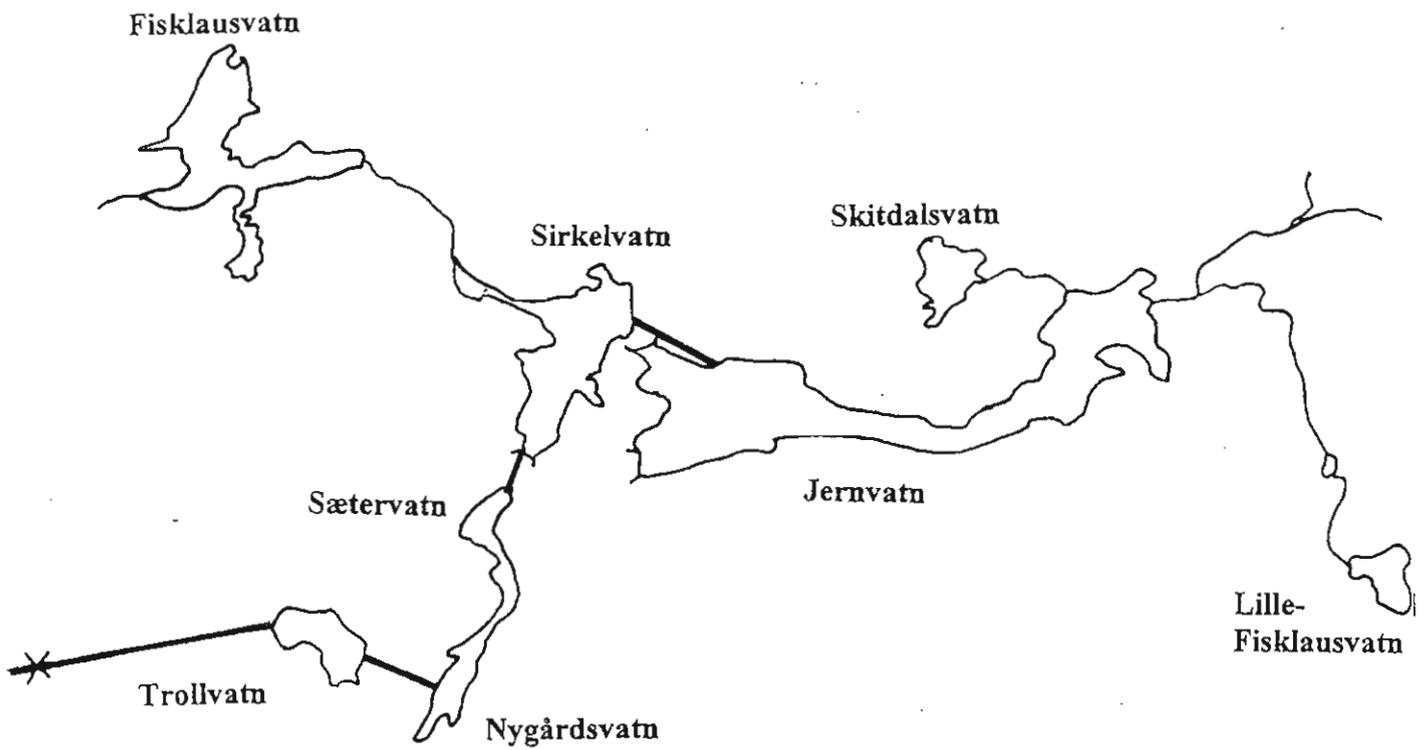 Fisklausvatn
Sirkelvatn
Skitdalsvatn
Sætervatn
Jernvatn
Lille-
Fisklausvatn
Trollvatn
Nygårdsvatn